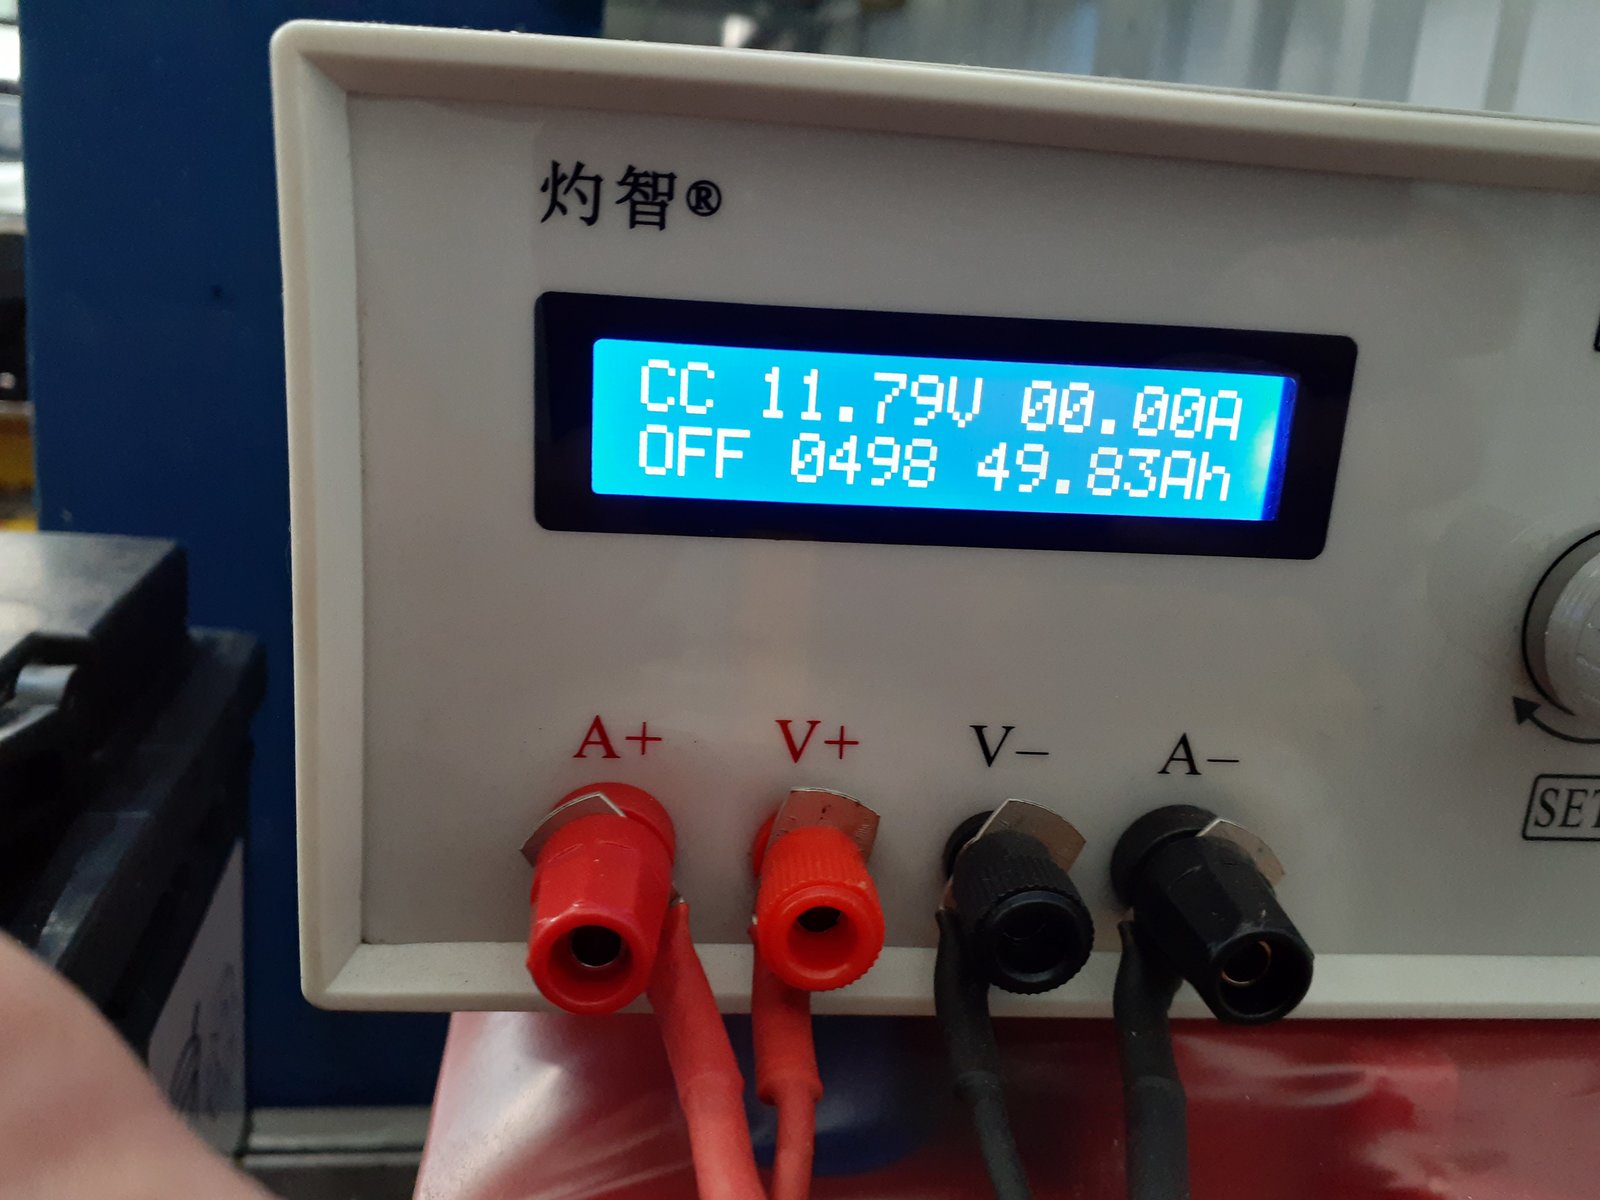 灼智®
CC 11.79V 00.00A
OFF 0498 49.83Ah
A+ V+ V− A−
SET